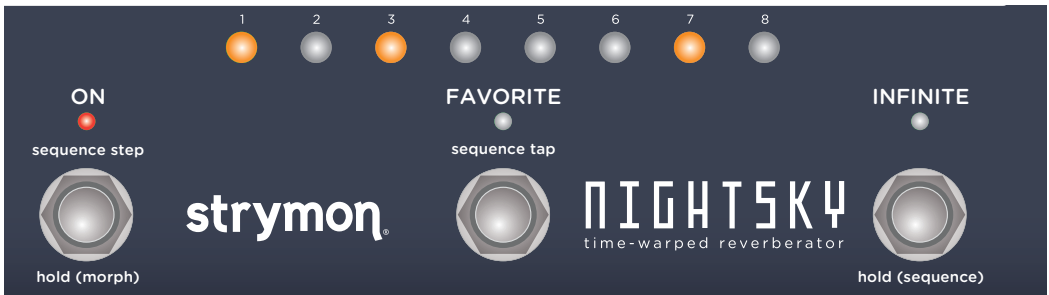 1 2 3 4 5 6 7 8
ON FAVORITE INFINITE
sequence step sequence tap
strymon® NIGHTSKY
time-warped reverberator
hold (morph) hold (sequence)